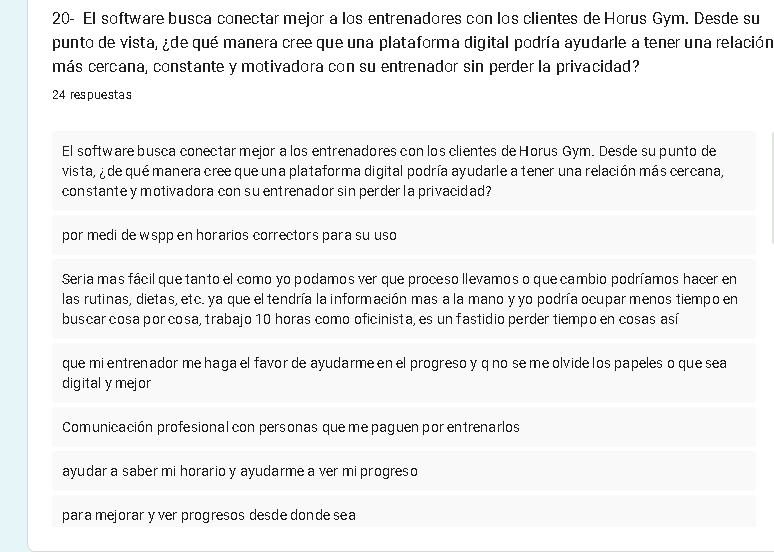 20- El software busca conectar mejor a los entrenadores con los clientes de Horus Gym. Desde su
punto de vista, ¿de qué manera cree que una plataforma digital podría ayudarle a tener una relación
más cercana, constante y motivadora con su entrenador sin perder la privacidad?
24 respuestas
El software busca conectar mejor a los entrenadores con los clientes de Horus Gym. Desde su punto de
vista, ¿de qué manera cree que una plataforma digital podría ayudarle a tener una relación más cercana,
constante y motivadora con su entrenador sin perder la privacidad?
por medi de wspp en horarios correctors para su uso
Seria mas fácil que tanto el como yo podamos ver que proceso llevamos o que cambio podríamos hacer en
las rutinas, dietas, etc. ya que el tendría la información mas a la mano y yo podría ocupar menos tiempo en
buscar cosa por cosa, trabajo 10 horas como oficinista, es un fastidio perder tiempo en cosas así
que mi entrenador me haga el favor de ayudarme en el progreso y q no se me olvide los papeles o que sea
digital y mejor
Comunicación profesional con personas que me paguen por entrenarlos
ayudar a saber mi horario y ayudarme a ver mi progreso
para mejorar y ver progresos desde donde sea